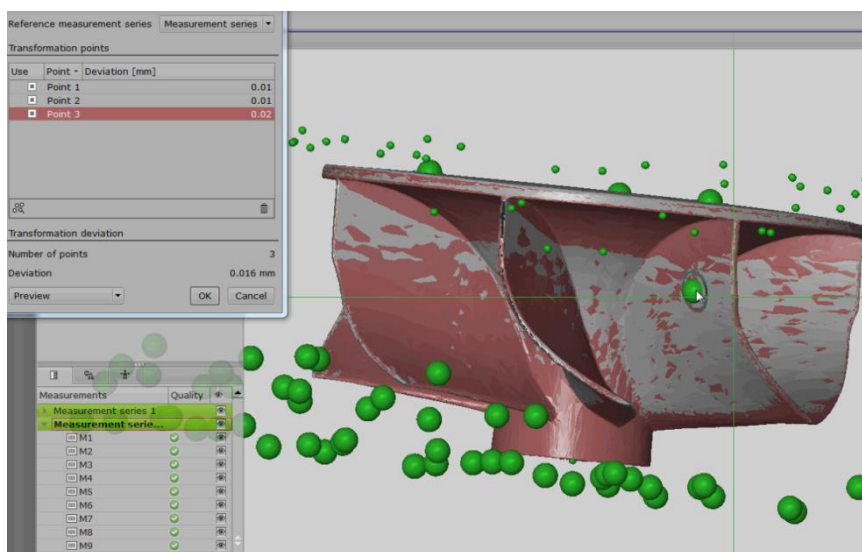 Reference measurement series Measurement series
Transformation points
Use Point Deviation [mm]
Point 1 0.01
Point 2 0.01
Point 3 0.02
Transformation deviation
Number of points 3
Deviation 0.016 mm
Preview OK Cancel
Measurements Quality
Measurement series 1
Measurement serie...
M1
M2
M3
M4
M5
M6
M7
M8
M9